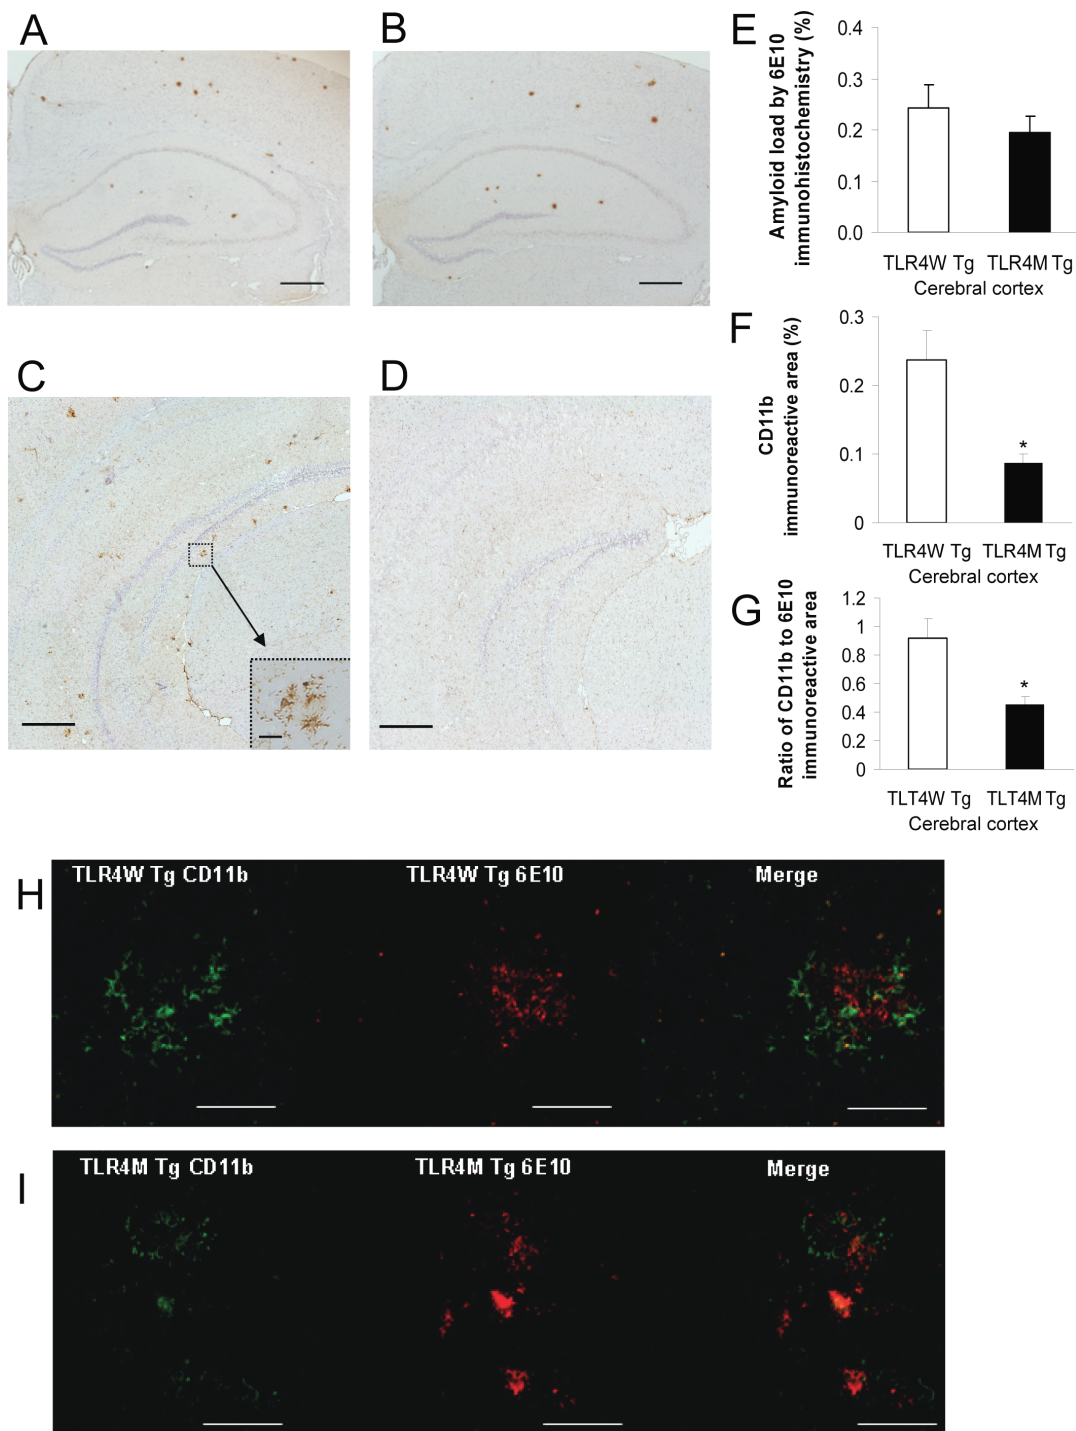 A
B
C
D
E
Amyloid load by 6E10
immunohistochemistry (%)
0.4
0.3
0.2
0.1
0.0
TLR4W Tg TLR4M Tg
Cerebral cortex
F
CD11b
immunoreactive area (%)
0.3
0.2
0.1
0
*
TLR4W Tg TLR4M Tg
Cerebral cortex
G
Ratio of CD11b to 6E10
immunoreactive area
1.2
1
0.8
0.6
0.4
0.2
0
*
TLT4W Tg TLT4M Tg
Cerebral cortex
H
TLR4W Tg CD11b
TLR4W Tg 6E10
Merge
I
TLR4M Tg CD11b
TLR4M Tg 6E10
Merge